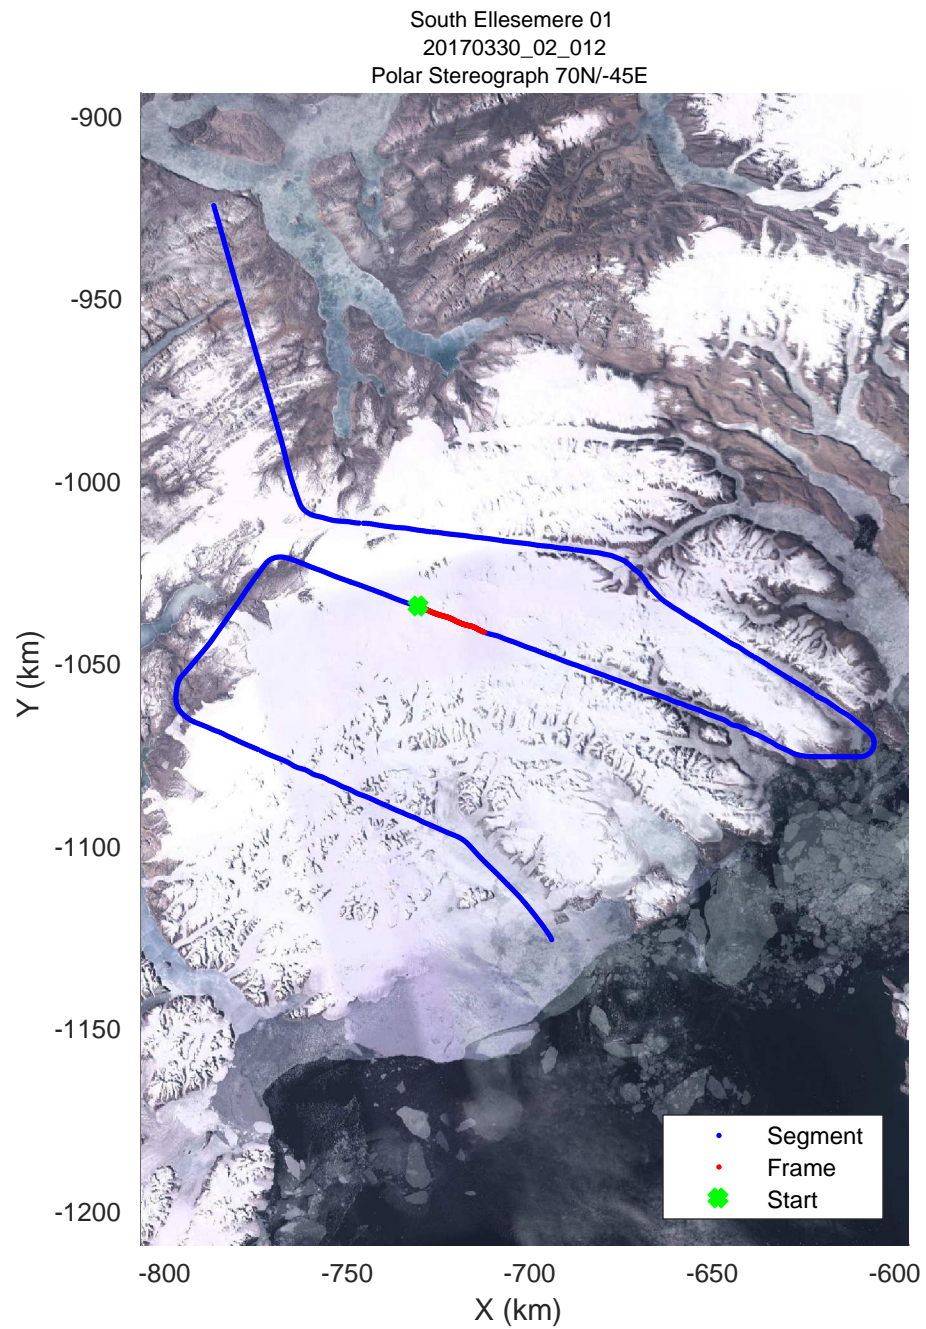 South Ellesemere 01
20170330_02_012
Polar Stereograph 70N/-45E
-900
-950
-1000
-1050
-1100
-1150
-1200
Y (km)
-800
-750
-700
-650
-600
X (km)
Segment
Frame
Start